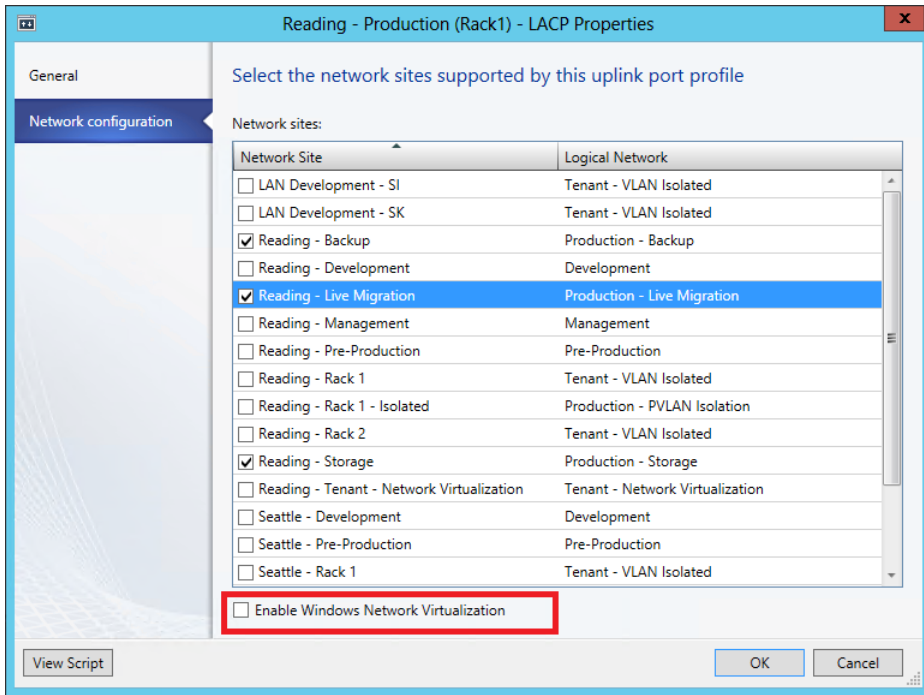 Reading - Production (Rack1) - LACP Properties
x
General
Network configuration
Select the network sites supported by this uplink port profile
Network sites:
Network Site Logical Network
LAN Development - SI Tenant - VLAN Isolated
LAN Development - SK Tenant - VLAN Isolated
Reading - Backup Production - Backup
Reading - Development Development
Reading - Live Migration Production - Live Migration
Reading - Management Management
Reading - Pre-Production Pre-Production
Reading - Rack 1 Tenant - VLAN Isolated
Reading - Rack 1 - Isolated Production - PVLAN Isolation
Reading - Rack 2 Tenant - VLAN Isolated
Reading - Storage Production - Storage
Reading - Tenant - Network Virtualization Tenant - Network Virtualization
Seattle - Development Development
Seattle - Pre-Production Pre-Production
Seattle - Rack 1 Tenant - VLAN Isolated
Enable Windows Network Virtualization
View Script OK Cancel